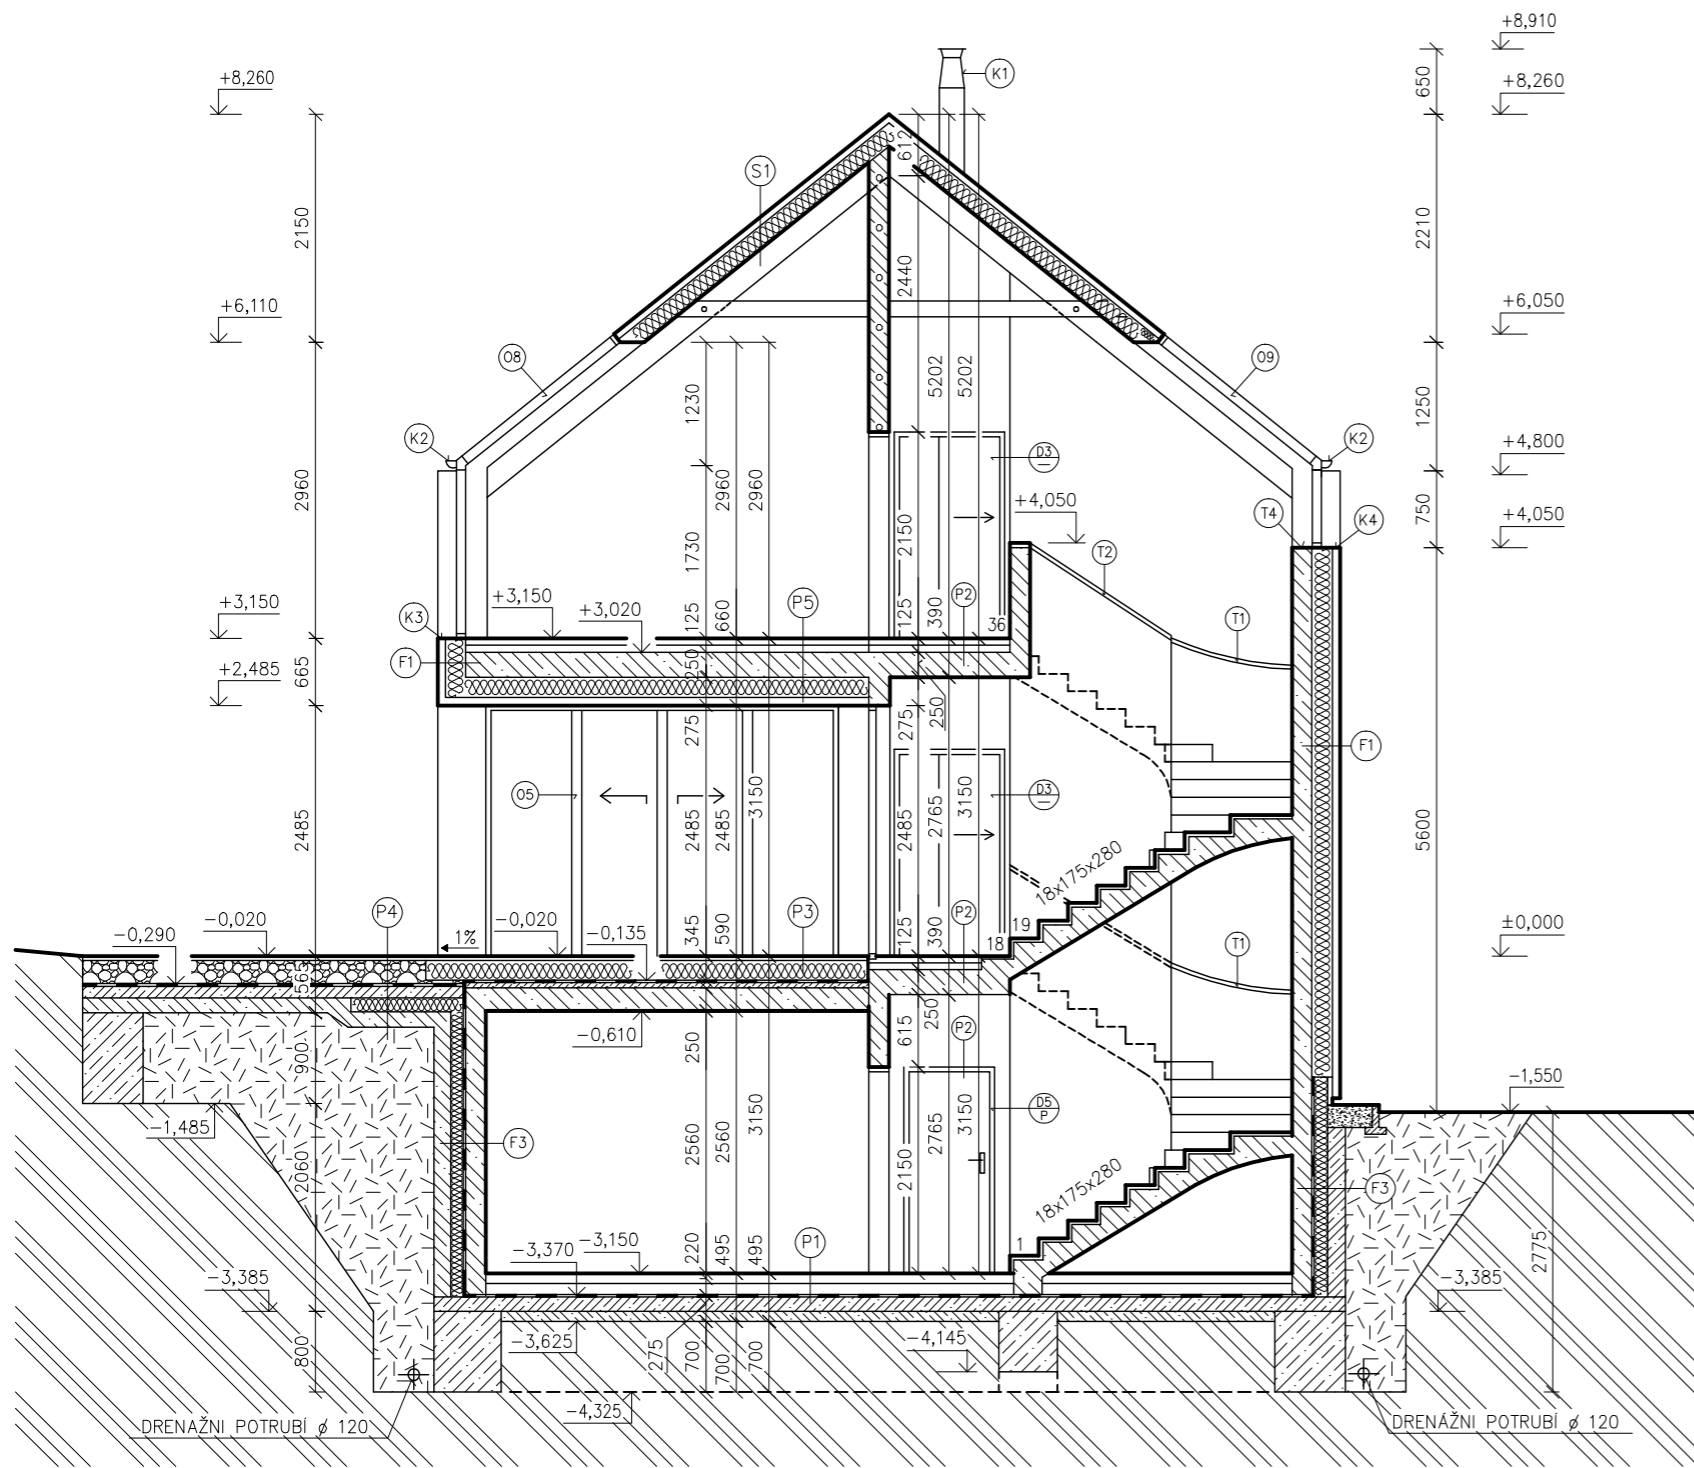 +8,910
+8,260
+8,260
K1
650
612
S1
2150
2210
2440
+6,110
+6,050
O8
O9
5202
5202
1230
1250
K2
K2
+4,800
D3
2960
2960
2960
+4,050
T4
K4
+4,050
750
2150
1730
T2
+3,150
+3,150
+3,020
P5
K3
125
660
125
390
P2
36
T1
F1
250
+2,485
665
275
275
250
F1
O5
D3
2485
2485
2485
3150
2485
2765
3150
5600
18x175x280
P4
-0,290
-0,020
-0,020
-0,135
P3
1%
345
590
125
390
P2
18
19
±0,000
T1
565
-0,610
250
615
250
P2
900
-1,550
-1,485
D5
P
F3
2060
2560
2560
3150
2150
2765
3150
18x175x280
F3
2775
-3,370
-3,150
P1
1
220
495
495
-3,385
-3,385
-3,625
-4,145
800
275
700
700
700
-4,325
DRENAŽNI POTRUBÍ ø 120
DRENÁŽNI POTRUBÍ ø 120